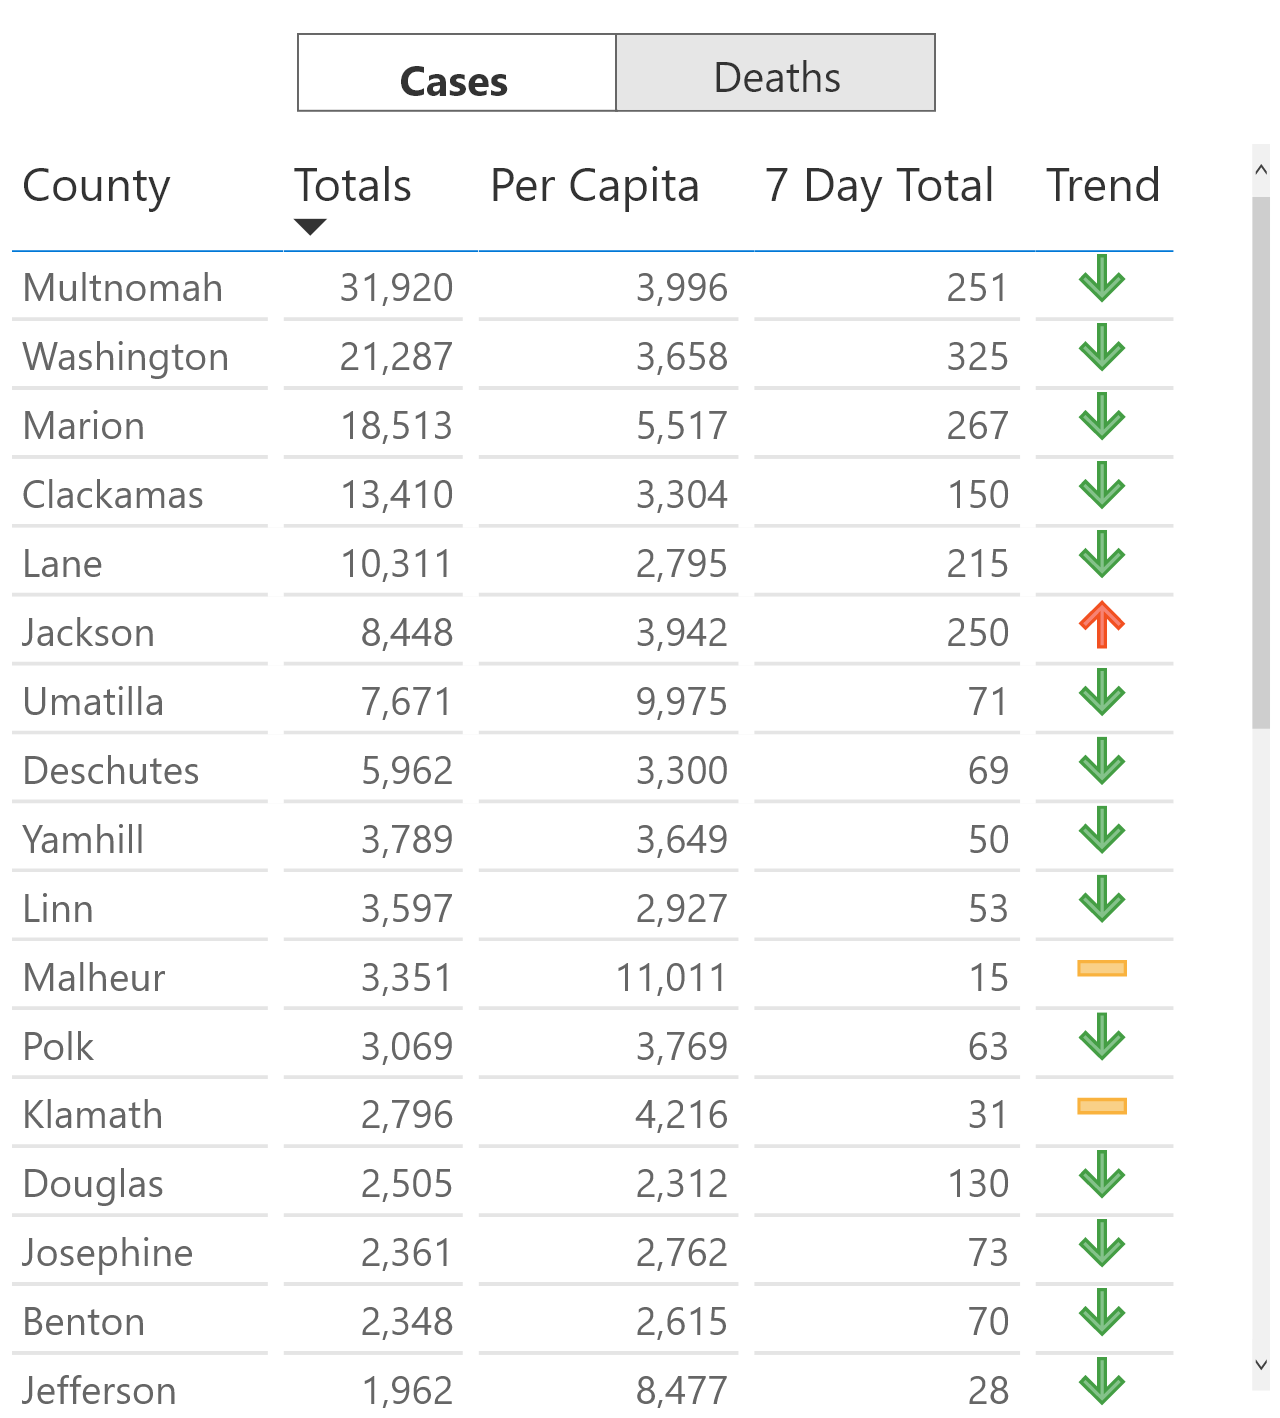 Cases Deaths
County Totals Per Capita 7 Day Total Trend
Multnomah 31,920 3,996 251
Washington 21,287 3,658 325
Marion 18,513 5,517 267
Clackamas 13,410 3,304 150
Lane 10,311 2,795 215
Jackson 8,448 3,942 250
Umatilla 7,671 9,975 71
Deschutes 5,962 3,300 69
Yamhill 3,789 3,649 50
Linn 3,597 2,927 53
Malheur 3,351 11,011 15
Polk 3,069 3,769 63
Klamath 2,796 4,216 31
Douglas 2,505 2,312 130
Josephine 2,361 2,762 73
Benton 2,348 2,615 70
Jefferson 1,962 8,477 28